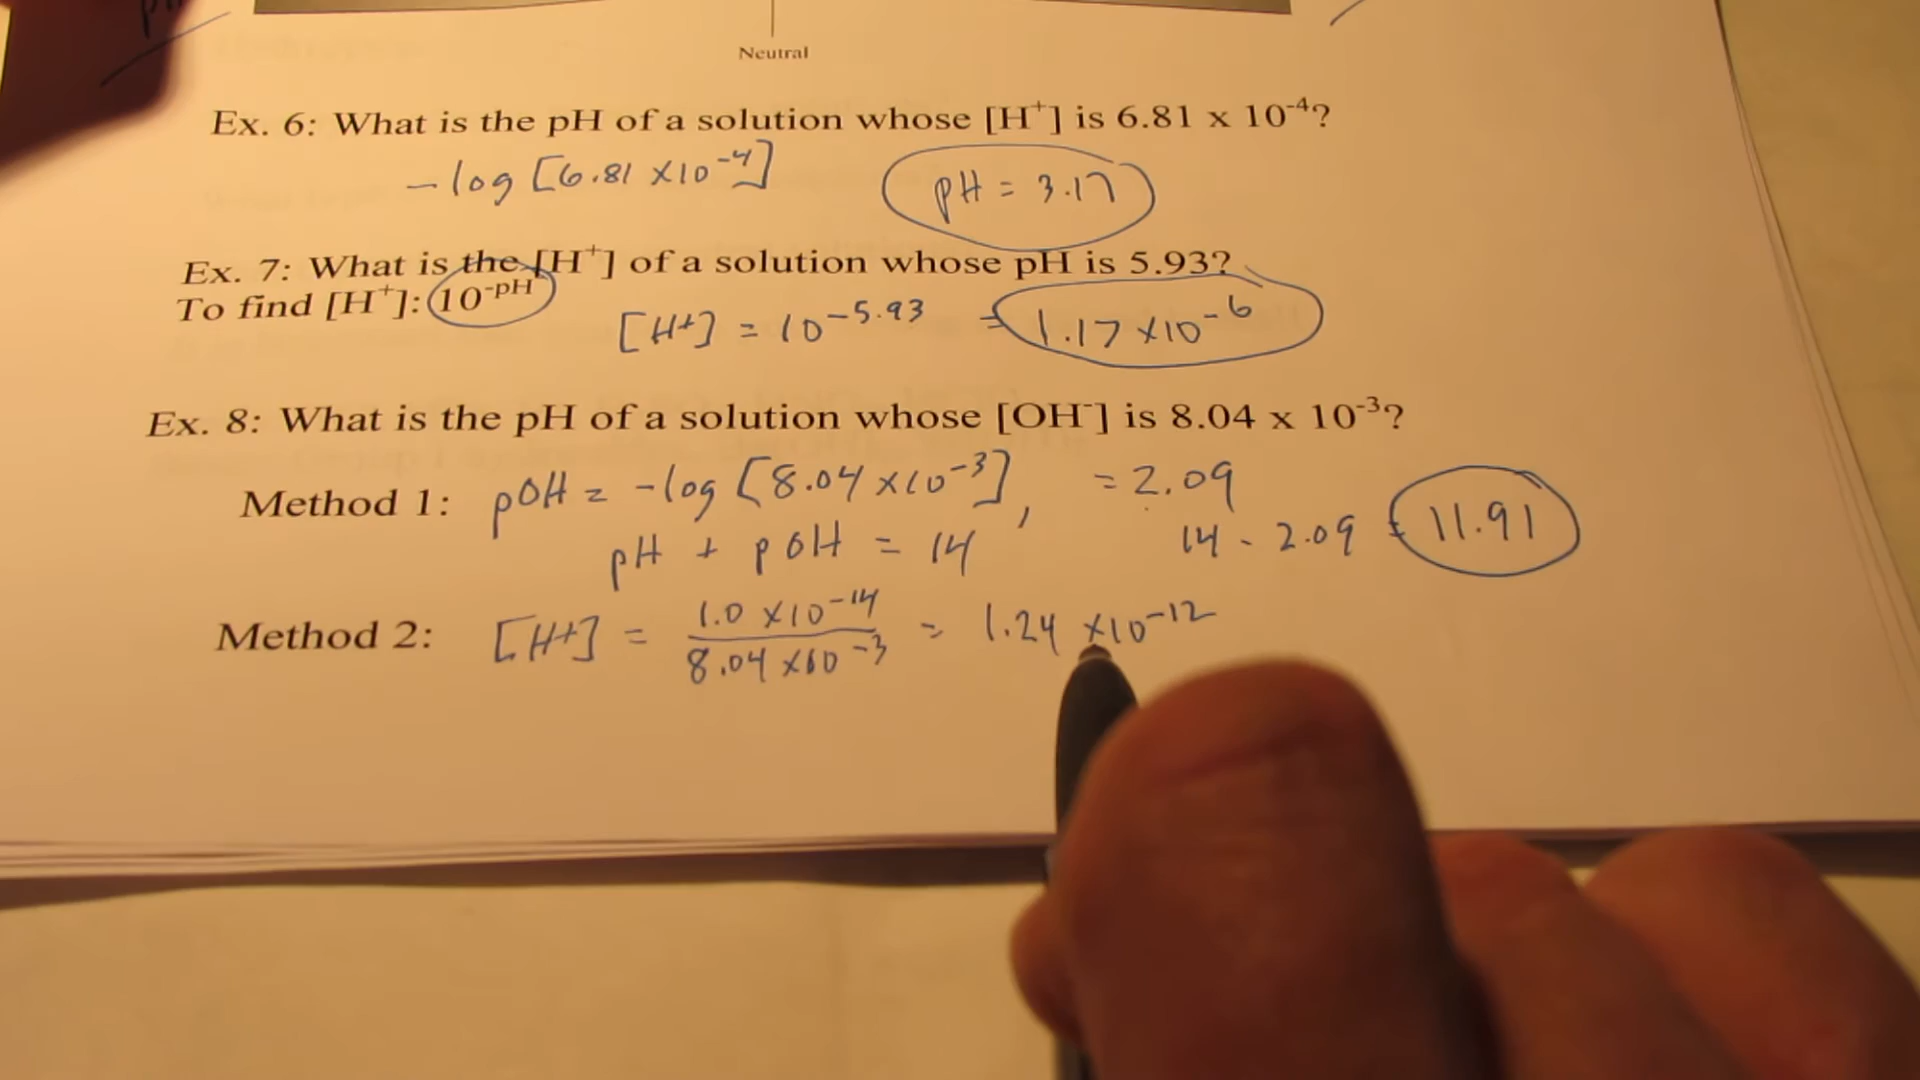 Neutral
Ex. 6: What is the pH of a solution whose [H⁺] is 6.81 x 10⁻⁴?
- log [6.81 x10⁻⁴] pH = 3.17
Ex. 7: What is the [H⁺] of a solution whose pH is 5.93?
To find [H⁺]: 10⁻ᵖᴴ
[H+] = 10⁻⁵·⁹³ = 1.17 x10⁻⁶
Ex. 8: What is the pH of a solution whose [OH⁻] is 8.04 x 10⁻³?
Method 1: pOH = -log [8.04 x10⁻³] , = 2.09
pH + pOH = 14 14 - 2.09 = 11.91
Method 2: [H+] = 1.0 x10⁻¹⁴ / 8.04 x10⁻³ = 1.24 x10⁻¹²